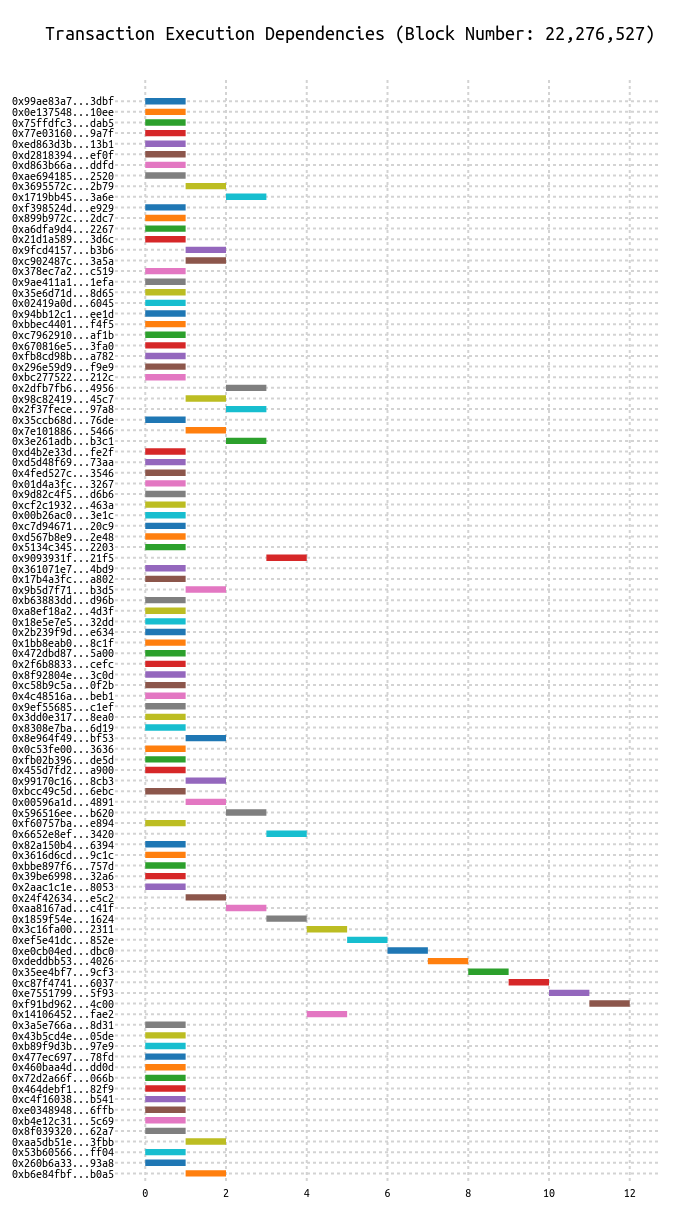 Transaction Execution Dependencies (Block Number: 22,276,527)
0x99ae83a7...3dbf
0x0e137548...10ee
0x75ffdfc3...dab5
0x77e03160...9a7f
0xed863d3b...13b1
0xd2818394...ef0f
0xd863b66a...ddfd
0xae694185...2520
0x3695572c...2b79
0x1719bb45...3a6e
0xf398524d...e929
0x899b972c...2dc7
0xa6dfa9d4...2267
0x21d1a589...3d6c
0x9fcd4157...b3b6
0xc902487c...3a5a
0x378ec7a2...c519
0x9ae411a1...1efa
0x35e6d71d...8d65
0x02419a0d...6045
0x94bb12c1...ee1d
0xbbec4401...f4f5
0xc7962910...af1b
0x670816e5...3fa0
0xfb8cd98b...a782
0x296e59d9...f9e9
0xbc277522...212c
0x2dfb7fb6...4956
0x98c82419...45c7
0x2f37fece...97a8
0x35ccb68d...76de
0x7e101886...5466
0x3e261adb...b3c1
0xd4b2e33d...fe2f
0xd5d48f69...73aa
0x4fed527c...3546
0x01d4a3fc...3267
0x9d82c4f5...d6b6
0xcf2c1932...463a
0x00b26ac0...3e1c
0xc7d94671...20c9
0xd567b8e9...2e48
0x5134c345...2203
0x9093931f...21f5
0x361071e7...4bd9
0x17b4a3fc...a802
0x9b5d7f71...b3d5
0xb63883dd...d96b
0xa8ef18a2...4d3f
0x18e5e7e5...32dd
0x2b239f9d...e634
0x1bb8eab0...8c1f
0x472dbd87...5a00
0x2f6b8833...cefc
0x8f92804e...3c0d
0xc58b9c5a...0f2b
0x4c48516a...beb1
0x9ef55685...c1ef
0x3dd0e317...8ea0
0x8308e7ba...6d19
0x8e964f49...bf53
0x0c53fe00...3636
0xfb02b396...de5d
0x455d7fd2...a900
0x99170c16...8cb3
0xbcc49c5d...6ebc
0x00596a1d...4891
0x596516ee...b620
0xf60757ba...e894
0x6652e8ef...3420
0x82a150b4...6394
0x3616d6cd...9c1c
0xbbe897f6...757d
0x39be6998...32a6
0x2aac1c1e...8053
0x24f42634...e5c2
0xaa8167ad...c41f
0x1859f54e...1624
0x3c16fa00...2311
0xef5e41dc...852e
0xe0cb04ed...dbc0
0xdeddbb53...4026
0x35ee4bf7...9cf3
0xc87f4741...6037
0xe7551799...5f93
0xf91bd962...4c00
0x14106452...fae2
0x3a5e766a...8d31
0x43b5cd4e...05de
0xb89f9d3b...97e9
0x477ec697...78fd
0x460baa4d...dd0d
0x72d2a66f...066b
0x464debf1...82f9
0xc4f16038...b541
0xe0348948...6ffb
0xb4e12c31...5c69
0x8f039320...62a7
0xaa5db51e...3fbb
0x53b60566...ff04
0x260b6a33...93a8
0xb6e84fbf...b0a5
0 2 4 6 8 10 12